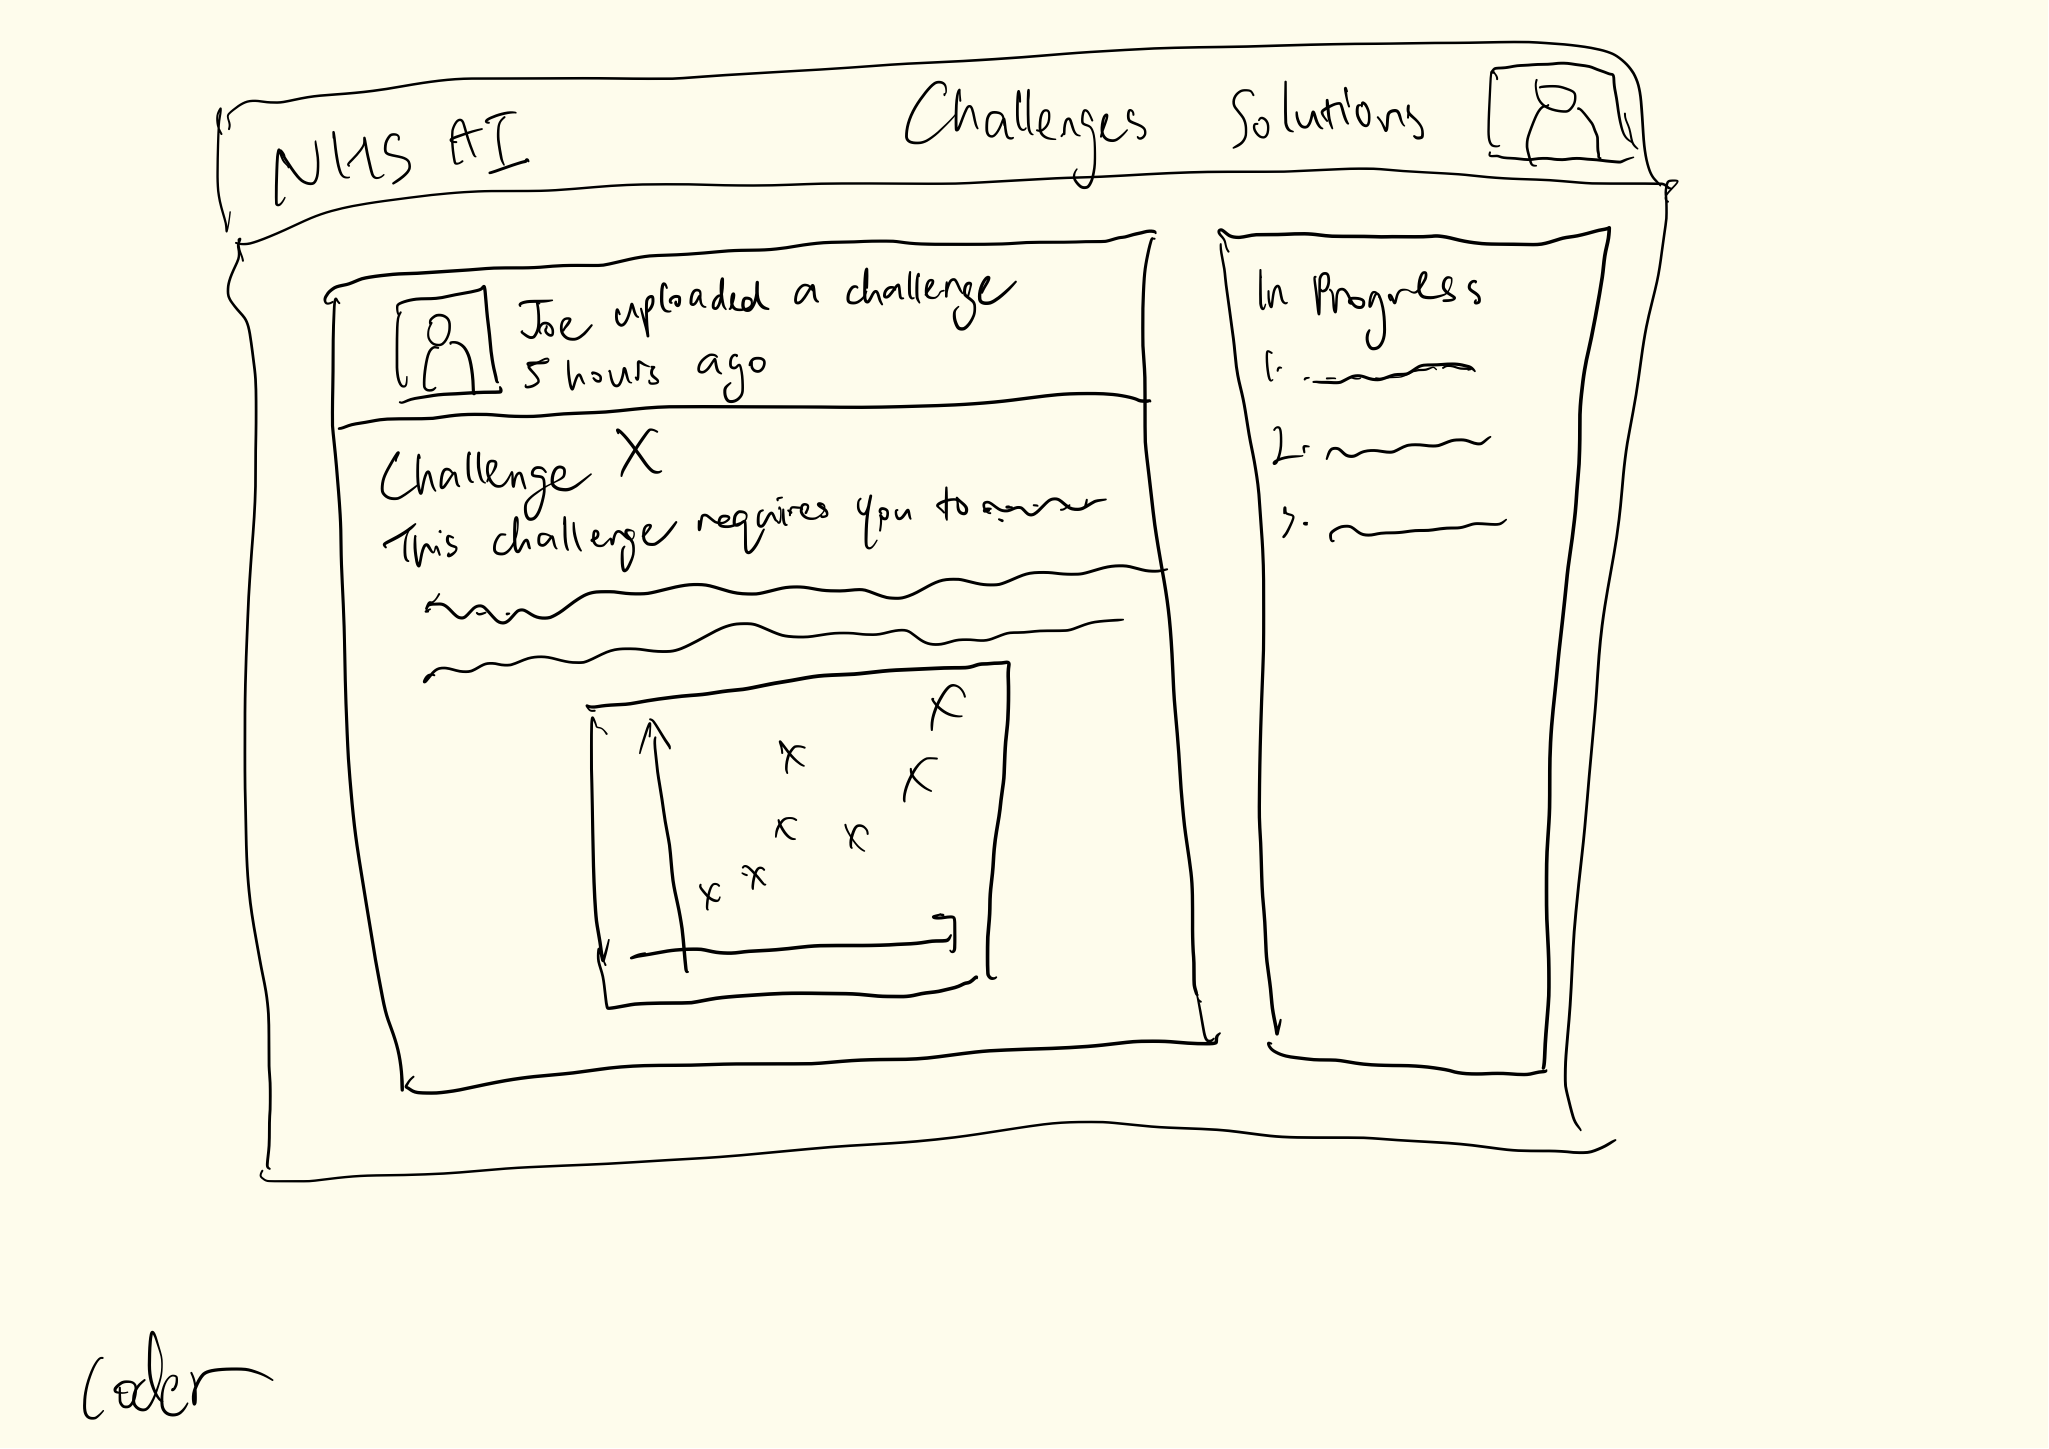 NHS AI Challenges Solutions
Joe uploaded a challenge
5 hours ago
Challenge X
This challenge requires you to
In Progress
1.
2.
3.
Coder